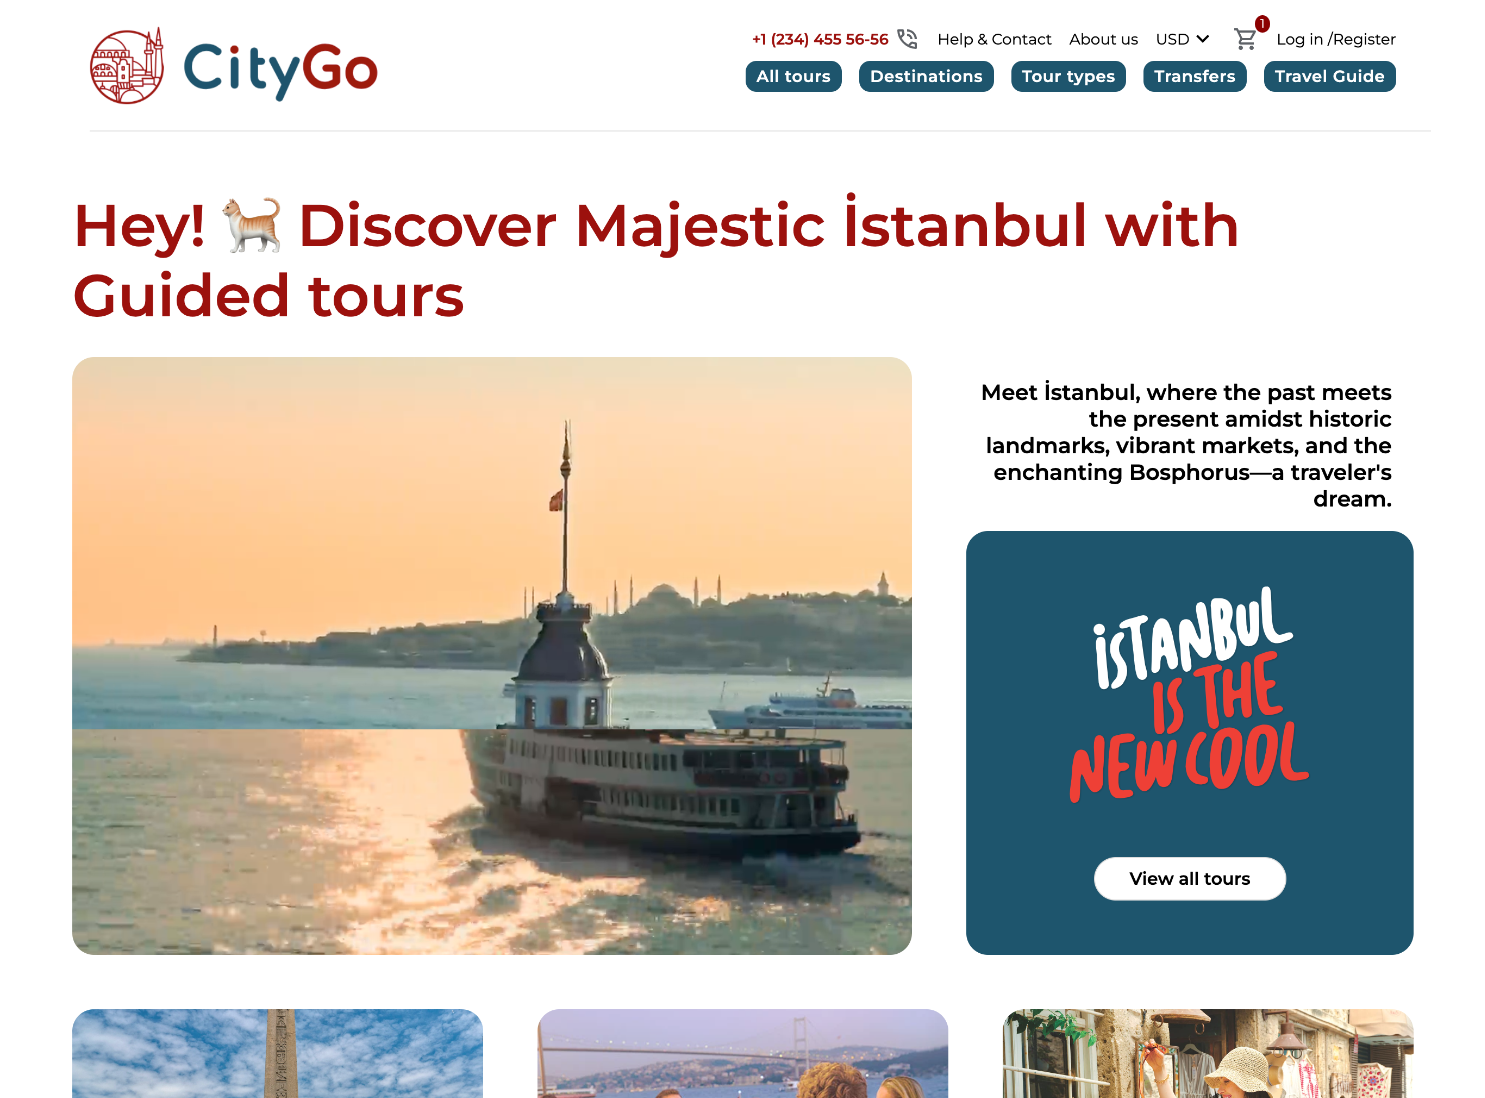 CityGo
+1 (234) 455 56-56 Help & Contact About us USD 1 Log in /Register
All tours Destinations Tour types Transfers Travel Guide
Hey! Discover Majestic İstanbul with
Guided tours
Meet İstanbul, where the past meets
the present amidst historic
landmarks, vibrant markets, and the
enchanting Bosphorus—a traveler's
dream.
iSTANBUL
IS THE
NEW COOL
View all tours